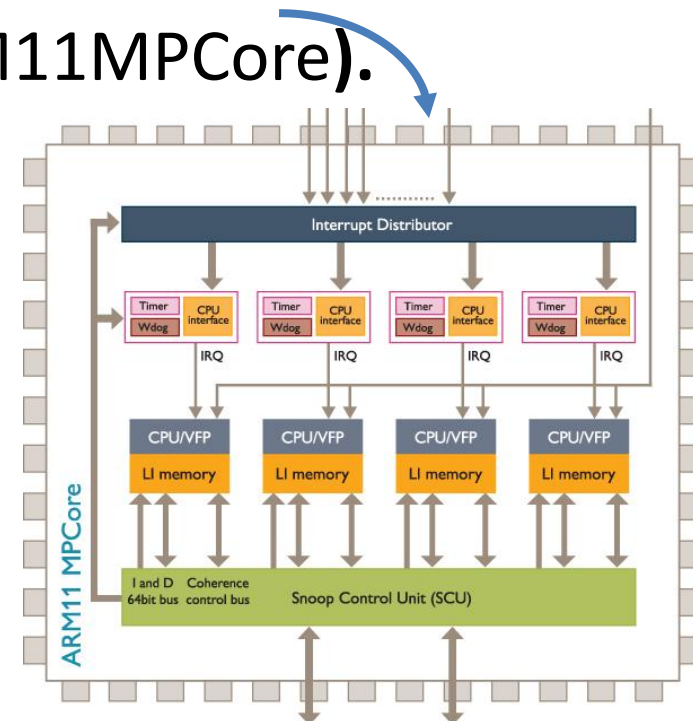 11MPCore).
Interrupt Distributor
Timer
Wdog
CPU
interface
Timer
Wdog
CPU
interface
Timer
Wdog
CPU
interface
Timer
Wdog
CPU
interface
IRQ
IRQ
IRQ
IRQ
CPU/VFP
CPU/VFP
CPU/VFP
CPU/VFP
LI memory
LI memory
LI memory
LI memory
I and D
64bit bus
Coherence
control bus
Snoop Control Unit (SCU)
ARM11 MPCore